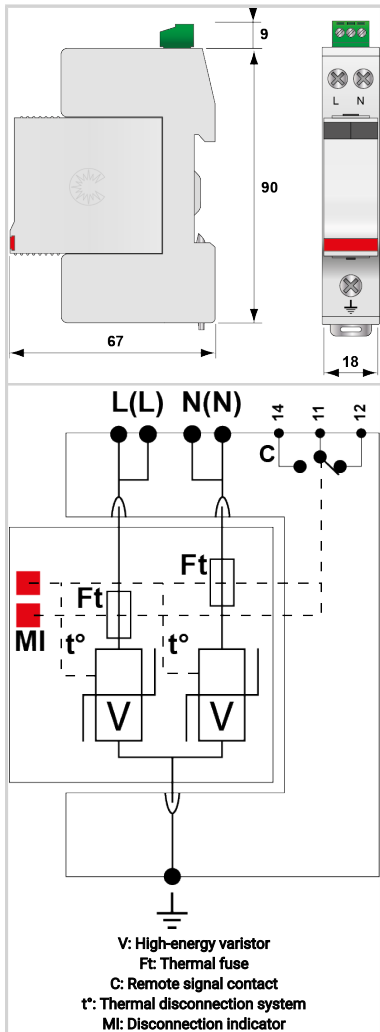 9
L N
90
67
18
L(L) N(N)
14 11 12
C
Ft
Ft
MI
t° t°
V V
V: High-energy varistor
Ft: Thermal fuse
C: Remote signal contact
t°: Thermal disconnection system
MI: Disconnection indicator